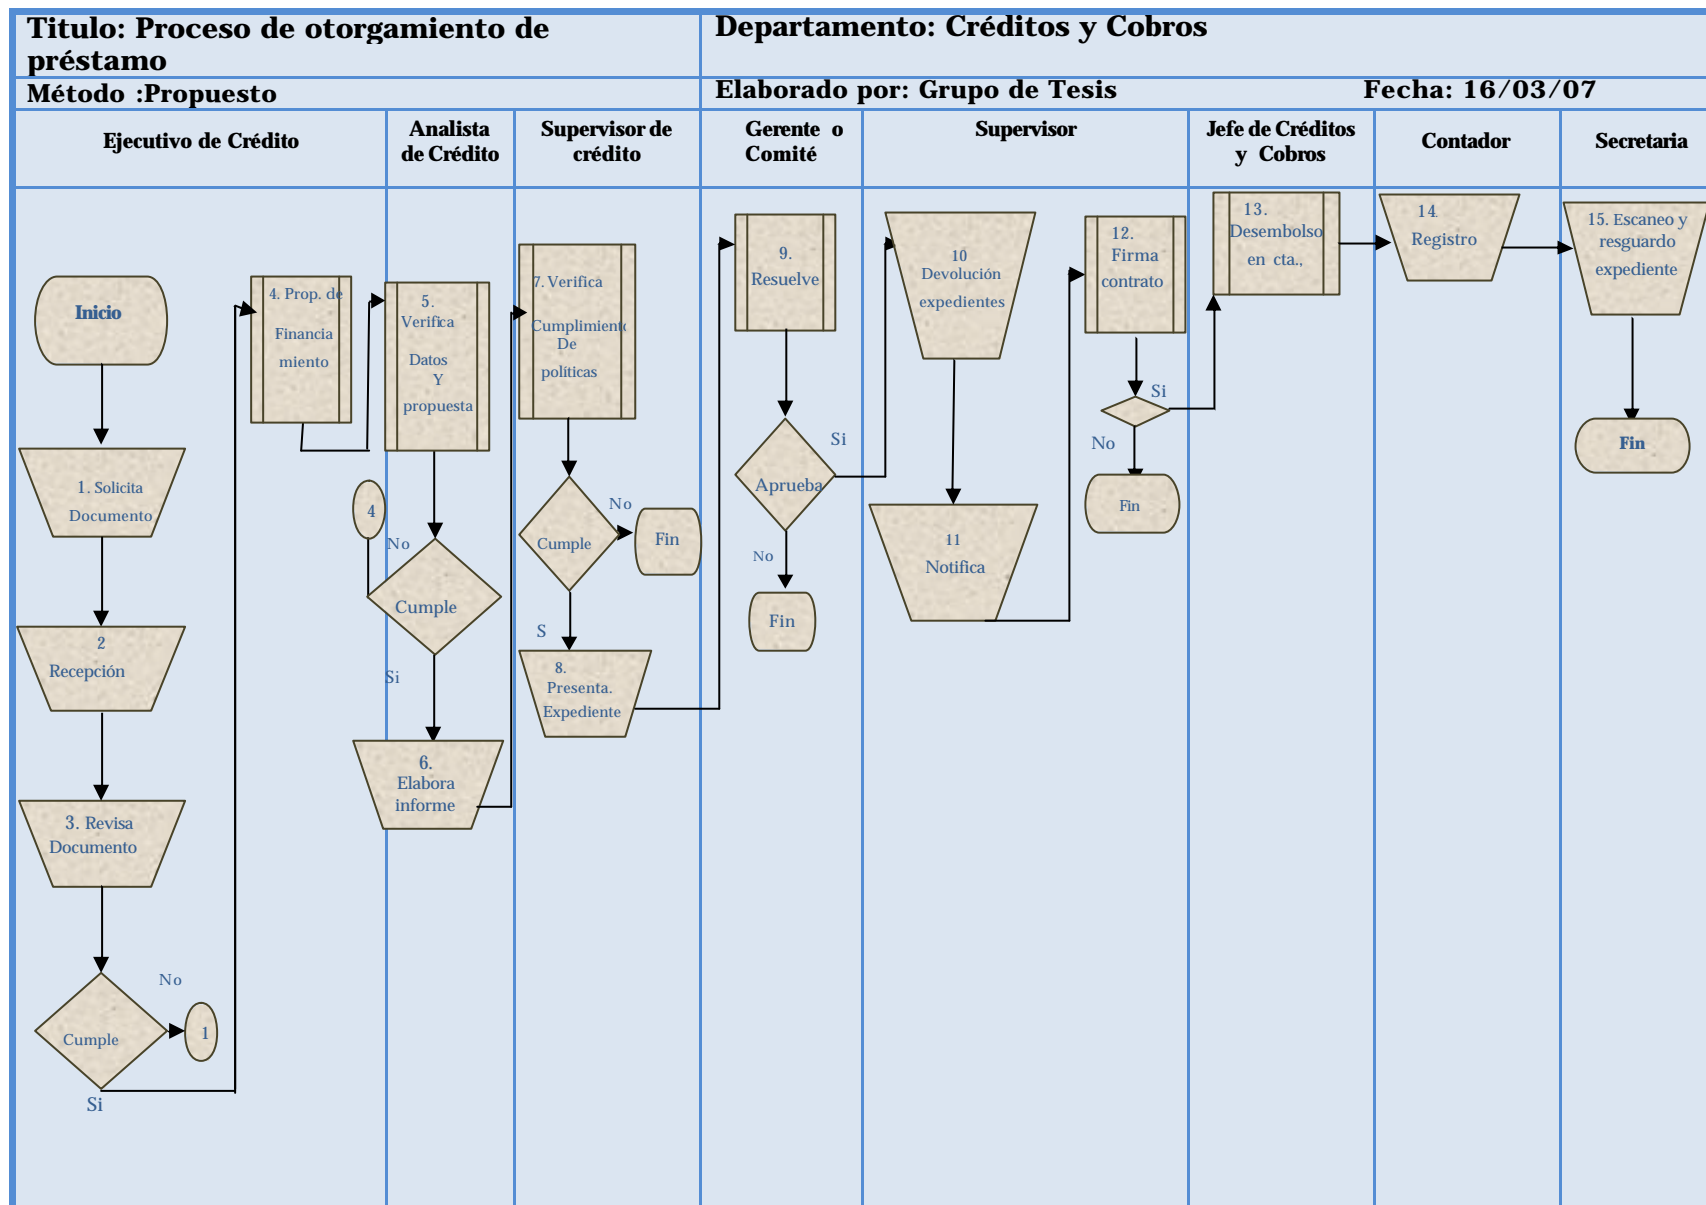 Titulo: Proceso de otorgamiento de
préstamo
Departamento: Créditos y Cobros
Método :Propuesto
Elaborado por: Grupo de Tesis
Fecha: 16/03/07
Ejecutivo de Crédito
Analista
de Crédito
Supervisor de
crédito
Gerente o
Comité
Supervisor
Jefe de Créditos
y Cobros
Contador
Secretaria
Inicio
1. Solicita
Documento
2
Recepción
3. Revisa
Documento
Cumple
No
1
Si
4. Prop. de
Financia
miento
5.
Verifica
Datos
Y
propuesta
4
No
Cumple
Si
6.
Elabora
informe
7. Verifica
Cumplimiento
De
políticas
Cumple
No
Fin
S
8.
Presenta.
Expediente
9.
Resuelve
Aprueba
Si
No
Fin
10
Devolución
expedientes
11
Notifica
12.
Firma
contrato
Si
No
Fin
13.
Desembolso
en cta.,
14.
Registro
15. Escaneo y
resguardo
expediente
Fin